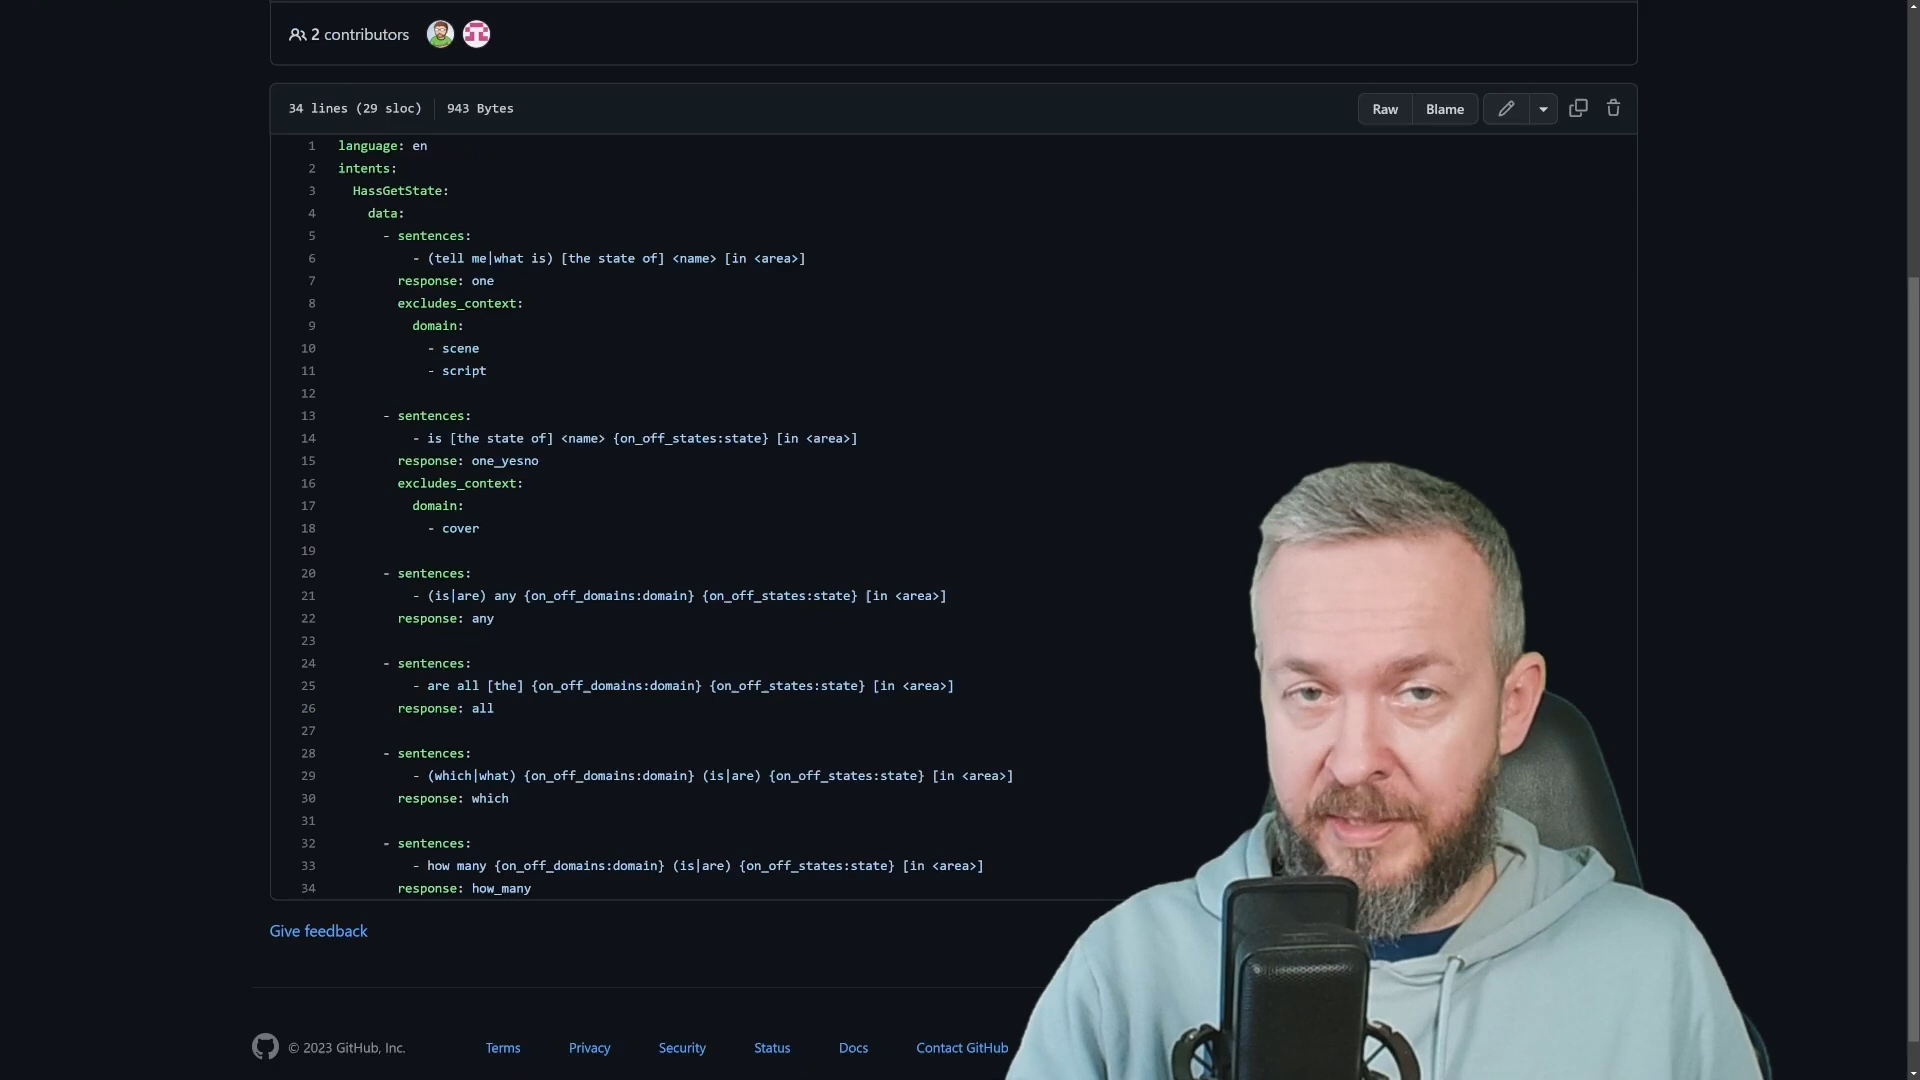 2 contributors
34 lines (29 sloc) 943 Bytes
Raw Blame
1 language: en
2 intents:
3 HassGetState:
4 data:
5 - sentences:
6 - (tell me|what is) [the state of] <name> [in <area>]
7 response: one
8 excludes_context:
9 domain:
10 - scene
11 - script
12
13 - sentences:
14 - is [the state of] <name> {on_off_states:state} [in <area>]
15 response: one_yesno
16 excludes_context:
17 domain:
18 - cover
19
20 - sentences:
21 - (is|are) any {on_off_domains:domain} {on_off_states:state} [in <area>]
22 response: any
23
24 - sentences:
25 - are all [the] {on_off_domains:domain} {on_off_states:state} [in <area>]
26 response: all
27
28 - sentences:
29 - (which|what) {on_off_domains:domain} (is|are) {on_off_states:state} [in <area>]
30 response: which
31
32 - sentences:
33 - how many {on_off_domains:domain} (is|are) {on_off_states:state} [in <area>]
34 response: how_many
Give feedback
© 2023 GitHub, Inc. Terms Privacy Security Status Docs Contact GitHub